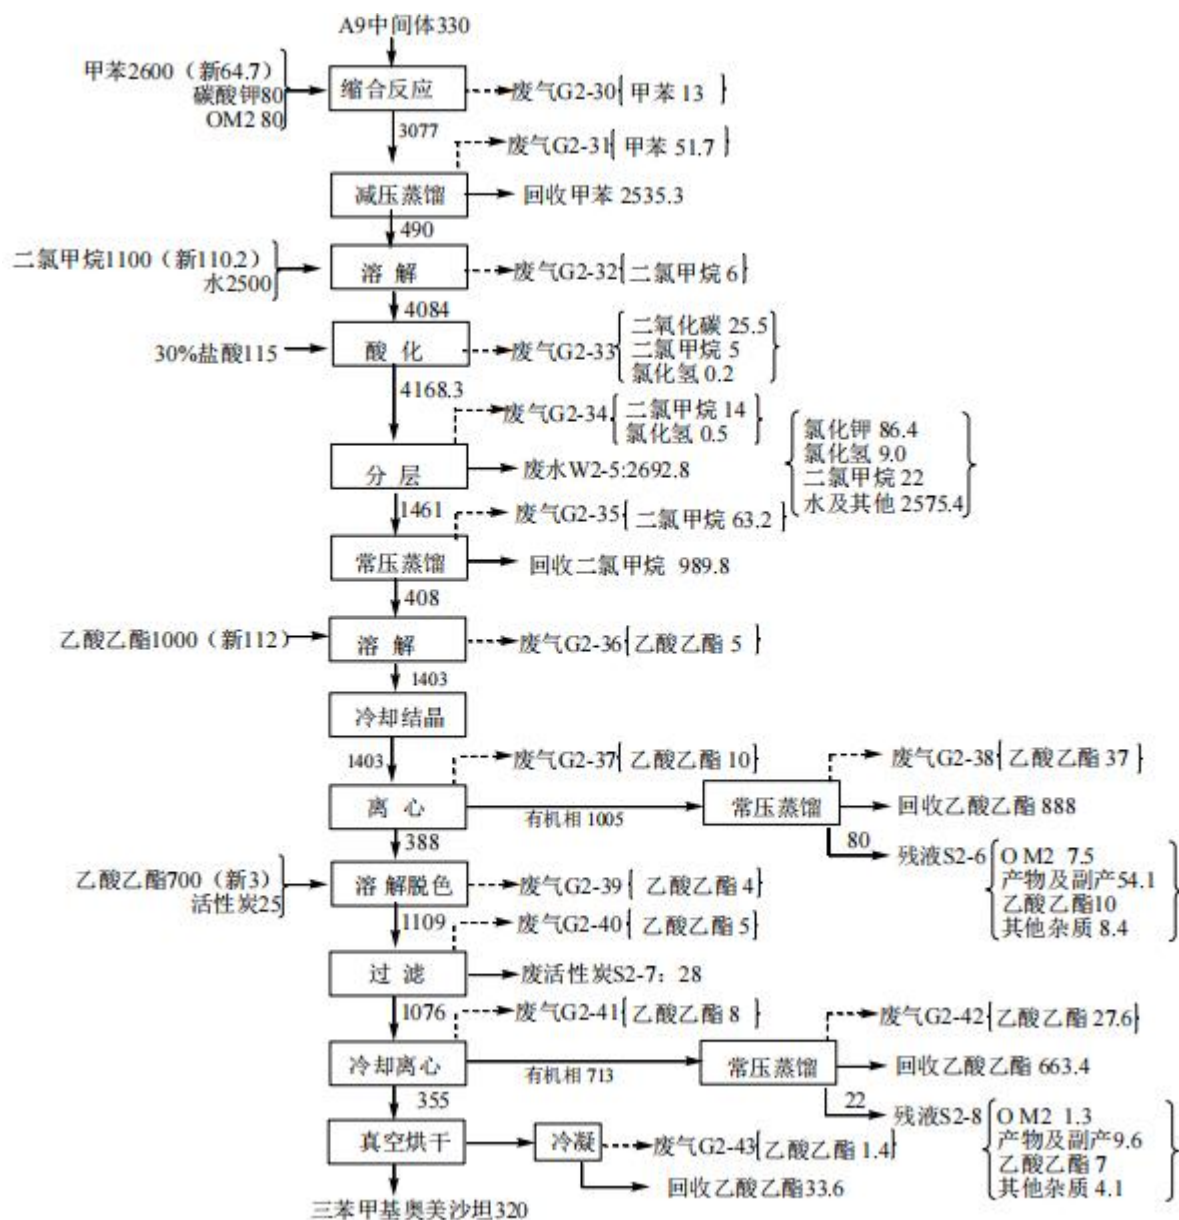 A9中间体330
甲苯2600（新64.7）
碳酸钾80
OM2 80
缩合反应
废气G2-30{甲苯 13}
3077
废气G2-31{甲苯 51.7}
减压蒸馏
回收甲苯 2535.3
490
二氯甲烷1100（新110.2）
水2500
溶 解
废气G2-32{二氯甲烷 6}
4084
30%盐酸115
酸 化
废气G2-33
二氧化碳 25.5
二氯甲烷 5
氯化氢 0.2
4168.3
废气G2-34
二氯甲烷 14
氯化氢 0.5
分 层
废水W2-5:2692.8
氯化钾 86.4
氯化氢 9.0
二氯甲烷 22
水及其他 2575.4
1461
废气G2-35{二氯甲烷 63.2}
常压蒸馏
回收二氯甲烷 989.8
408
乙酸乙酯1000（新112）
溶 解
废气G2-36{乙酸乙酯 5}
1403
冷却结晶
1403
废气G2-37{乙酸乙酯 10}
废气G2-38{乙酸乙酯 37}
离 心
有机相 1005
常压蒸馏
回收乙酸乙酯 888
388
80
残液S2-6
OM2 7.5
产物及副产54.1
乙酸乙酯10
其他杂质 8.4
乙酸乙酯700（新3）
活性炭25
溶解脱色
废气G2-39{乙酸乙酯 4}
1109
废气G2-40{乙酸乙酯 5}
过 滤
废活性炭S2-7：28
1076
废气G2-41{乙酸乙酯 8}
废气G2-42{乙酸乙酯 27.6}
冷却离心
有机相 713
常压蒸馏
回收乙酸乙酯 663.4
355
22
残液S2-8
OM2 1.3
产物及副产9.6
乙酸乙酯 7
其他杂质 4.1
真空烘干
冷凝
废气G2-43{乙酸乙酯 1.4}
回收乙酸乙酯33.6
三苯甲基奥美沙坦320